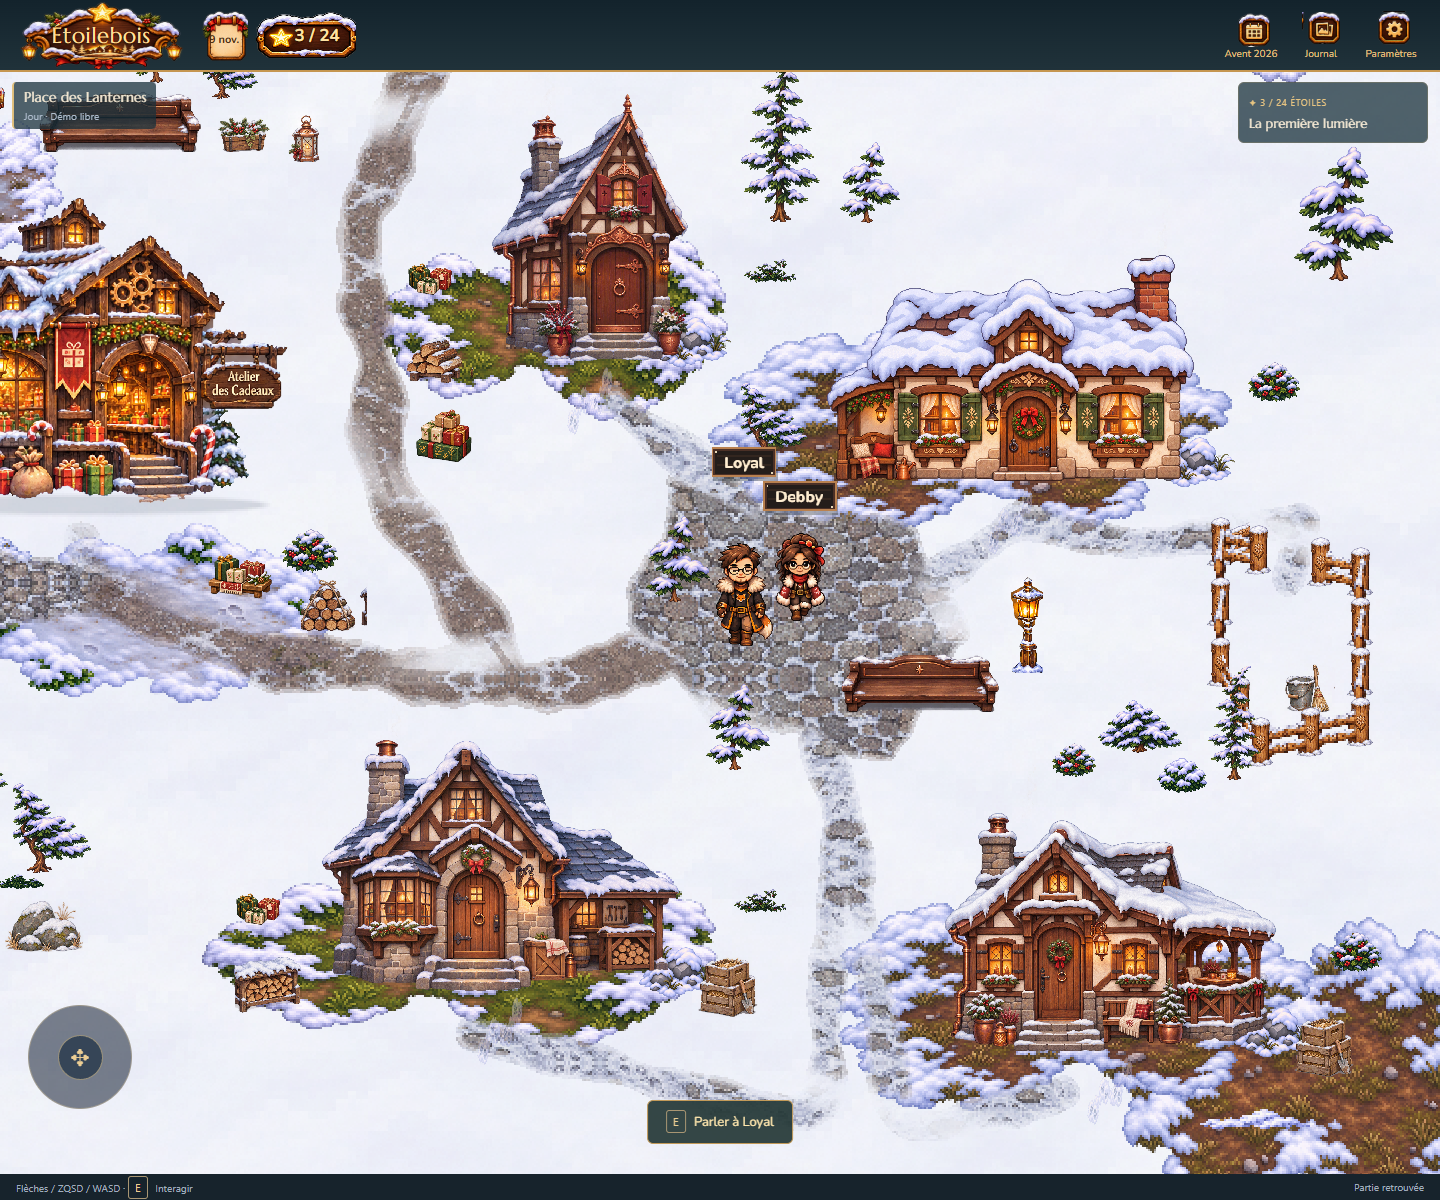 Etoilebois
9 nov.
3 / 24
Avent 2026
Journal
Paramètres
Place des Lanternes
Jour · Démo libre
3 / 24 ÉTOILES
La première lumière
Atelier
des Cadeaux
Loyal
Debby
E Parler à Loyal
Flèches / ZQSD / WASD · E Interagir
Partie retrouvée